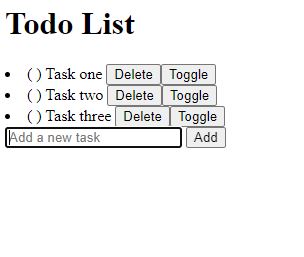 Todo List
• ( ) Task one Delete Toggle
• ( ) Task two Delete Toggle
• ( ) Task three Delete Toggle
Add a new task Add